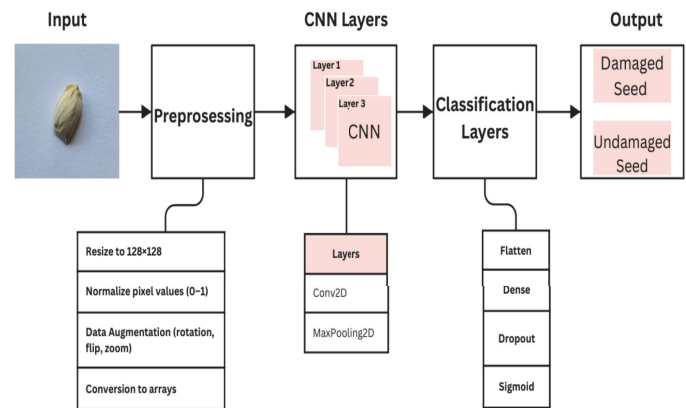 Input
CNN Layers
Output
Preprosessing
Layer 1
Layer2
Layer 3
CNN
Classification
Layers
Damaged
Seed
Undamaged
Seed
Resize to 128×128
Normalize pixel values (0–1)
Data Augmentation (rotation,
flip, zoom)
Conversion to arrays
Layers
Conv2D
MaxPooling2D
Flatten
Dense
Dropout
Sigmoid